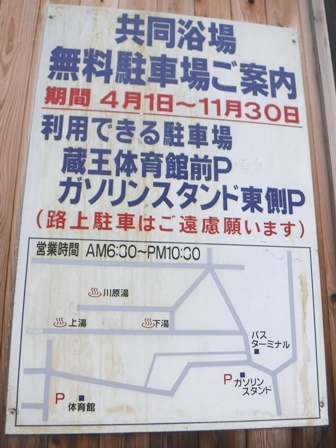 共同浴場
無料駐車場ご案内
期間 4月1日～11月30日
利用できる駐車場
蔵王体育館前P
ガソリンスタンド東側P
(路上駐車はご遠慮願います)
営業時間 AM6:30～PM10:30
川原湯
上湯
下湯
バス
ターミナル
P ガソリン
スタンド
P 体育館